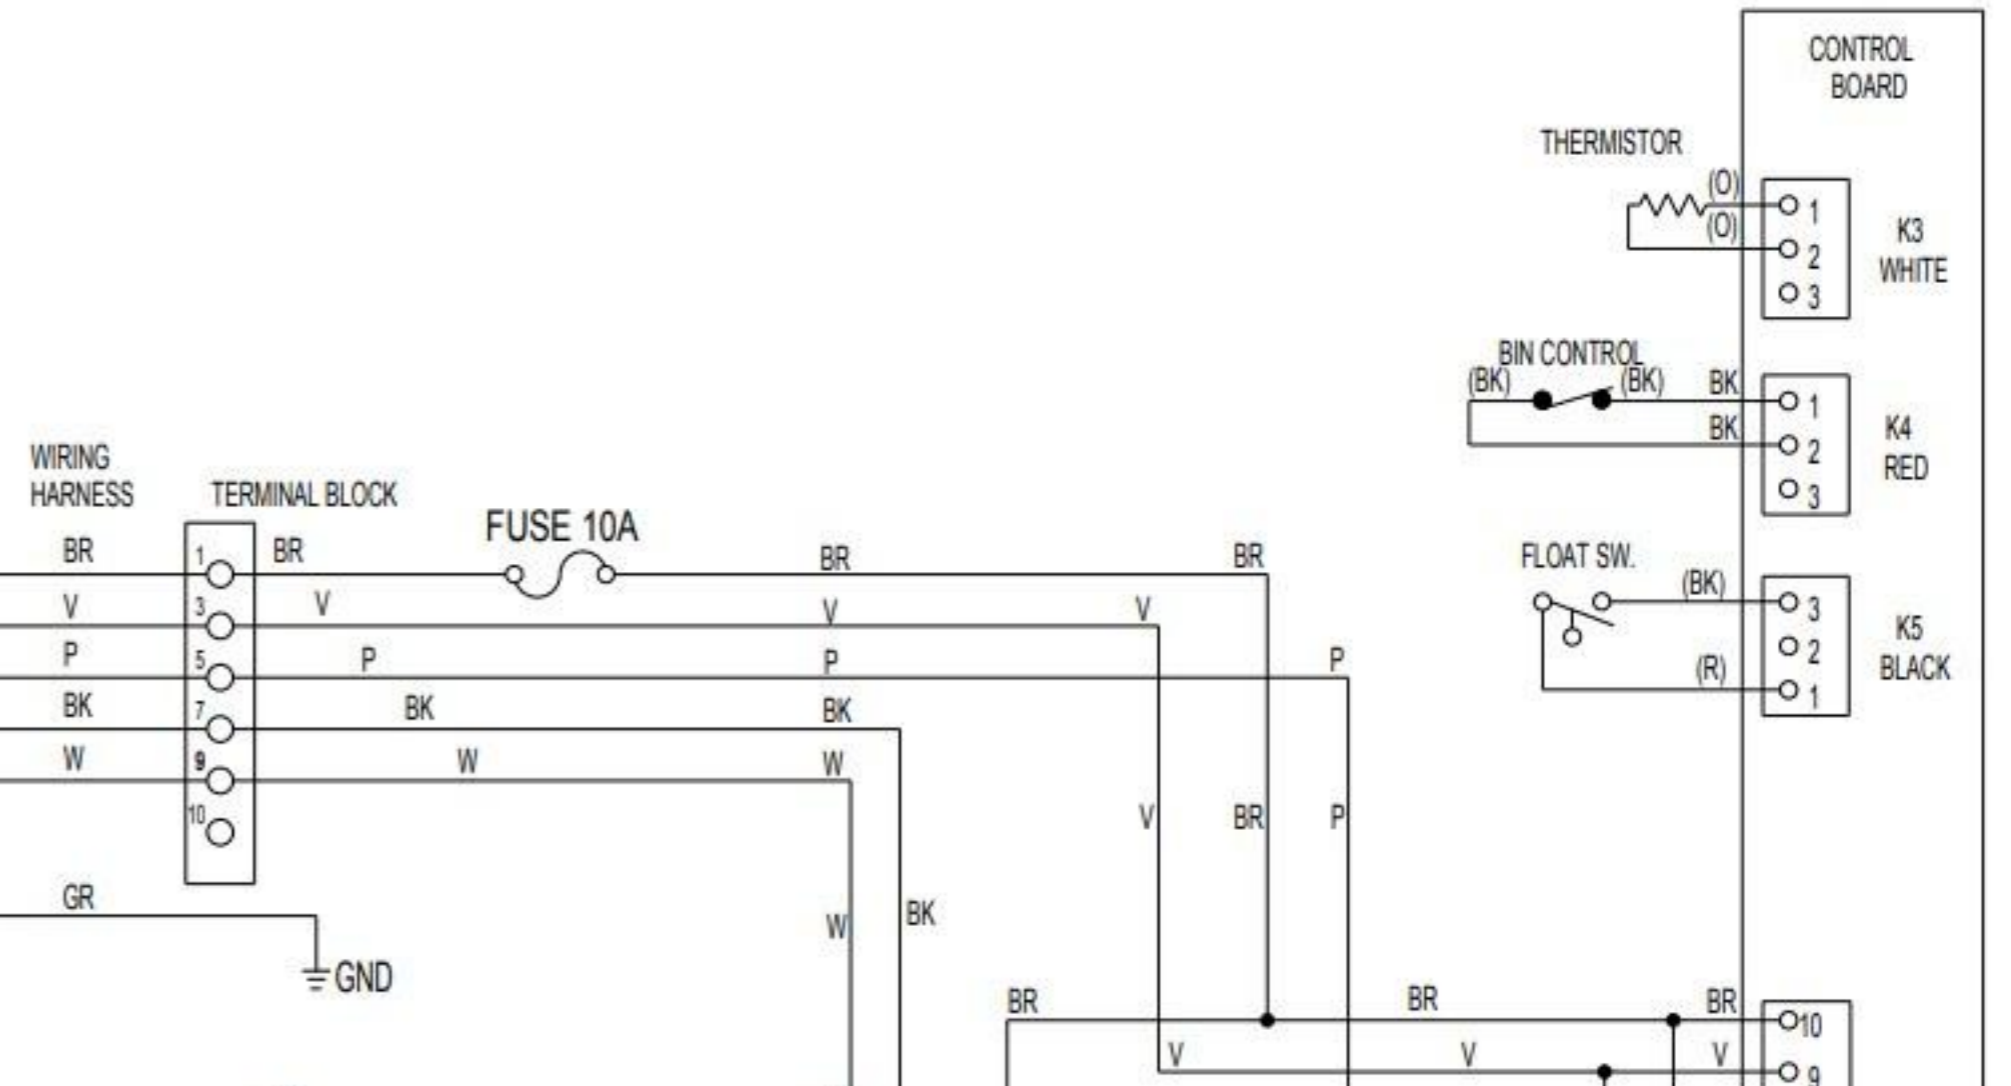 CONTROL
BOARD
THERMISTOR
(O)
(O)
1
2
3
K3
WHITE
BIN CONTROL
(BK)
(BK)
BK
BK
1
2
3
K4
RED
WIRING
HARNESS
TERMINAL BLOCK
FUSE 10A
FLOAT SW.
(BK)
(R)
3
2
1
K5
BLACK
BR
1
BR
BR
BR
V
3
V
V
V
P
5
P
P
P
BK
7
BK
BK
W
9
W
W
10
V
BR
P
GR
GND
W
BK
BR
BR
BR
10
V
V
V
9